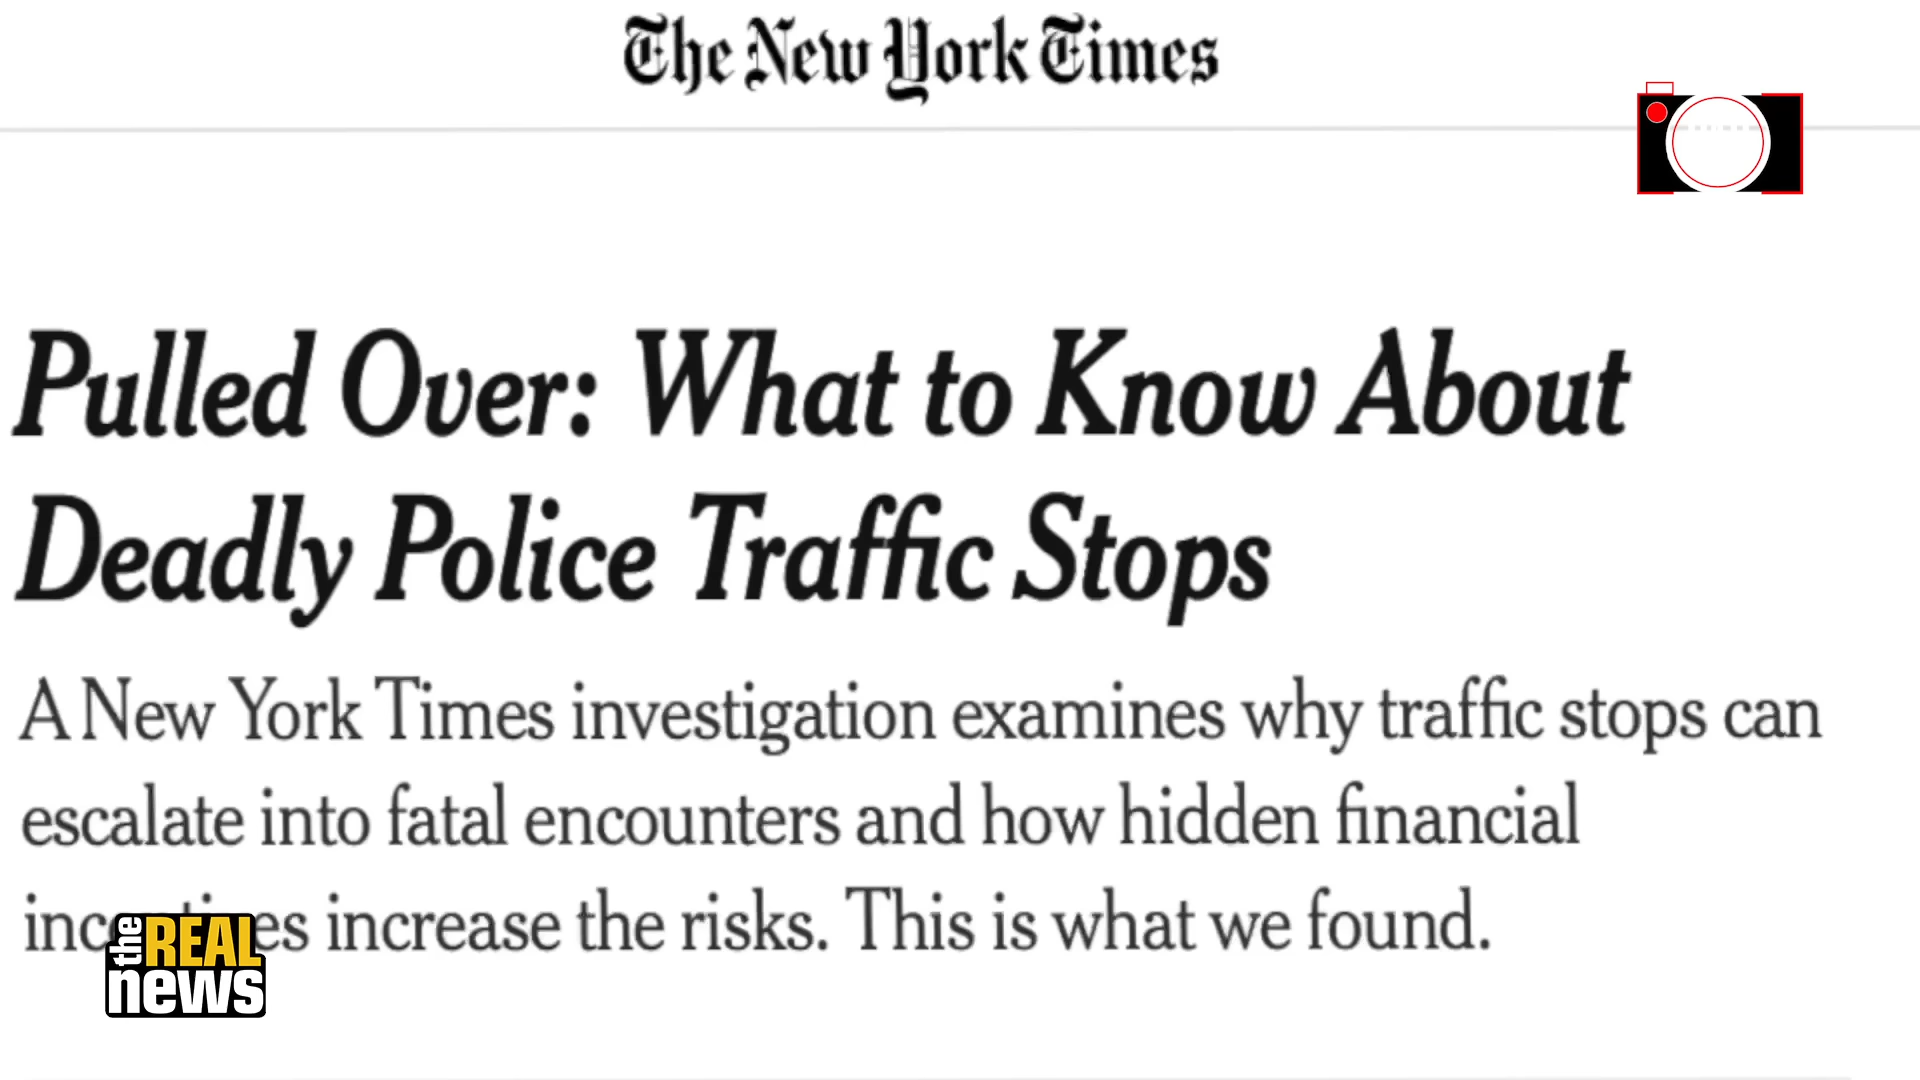 The New York Times
Pulled Over: What to Know About
Deadly Police Traffic Stops
A New York Times investigation examines why traffic stops can
escalate into fatal encounters and how hidden financial
increase the risks. This is what we found.
the REAL
news